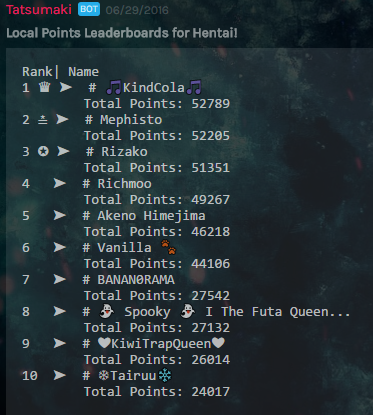 Tatsumaki BOT 06/29/2016
Local Points Leaderboards for Hentai!
Rank| Name
1 ♛ ➤ # 🎵KindCola🎵
Total Points: 52789
2 ≛ ➤ # Mephisto
Total Points: 52205
3 ✪ ➤ # Rizako
Total Points: 51351
4 ➤ # Richmoo
Total Points: 49267
5 ➤ # Akeno Himejima
Total Points: 46218
6 ➤ # Vanilla 🐾
Total Points: 44106
7 ➤ # BANAN0RAMA
Total Points: 27542
8 ➤ # 👻 Spooky 👻 I The Futa Queen...
Total Points: 27132
9 ➤ # ❤KiwiTrapQueen❤
Total Points: 26014
10 ➤ # ❄Tairuu❄
Total Points: 24017